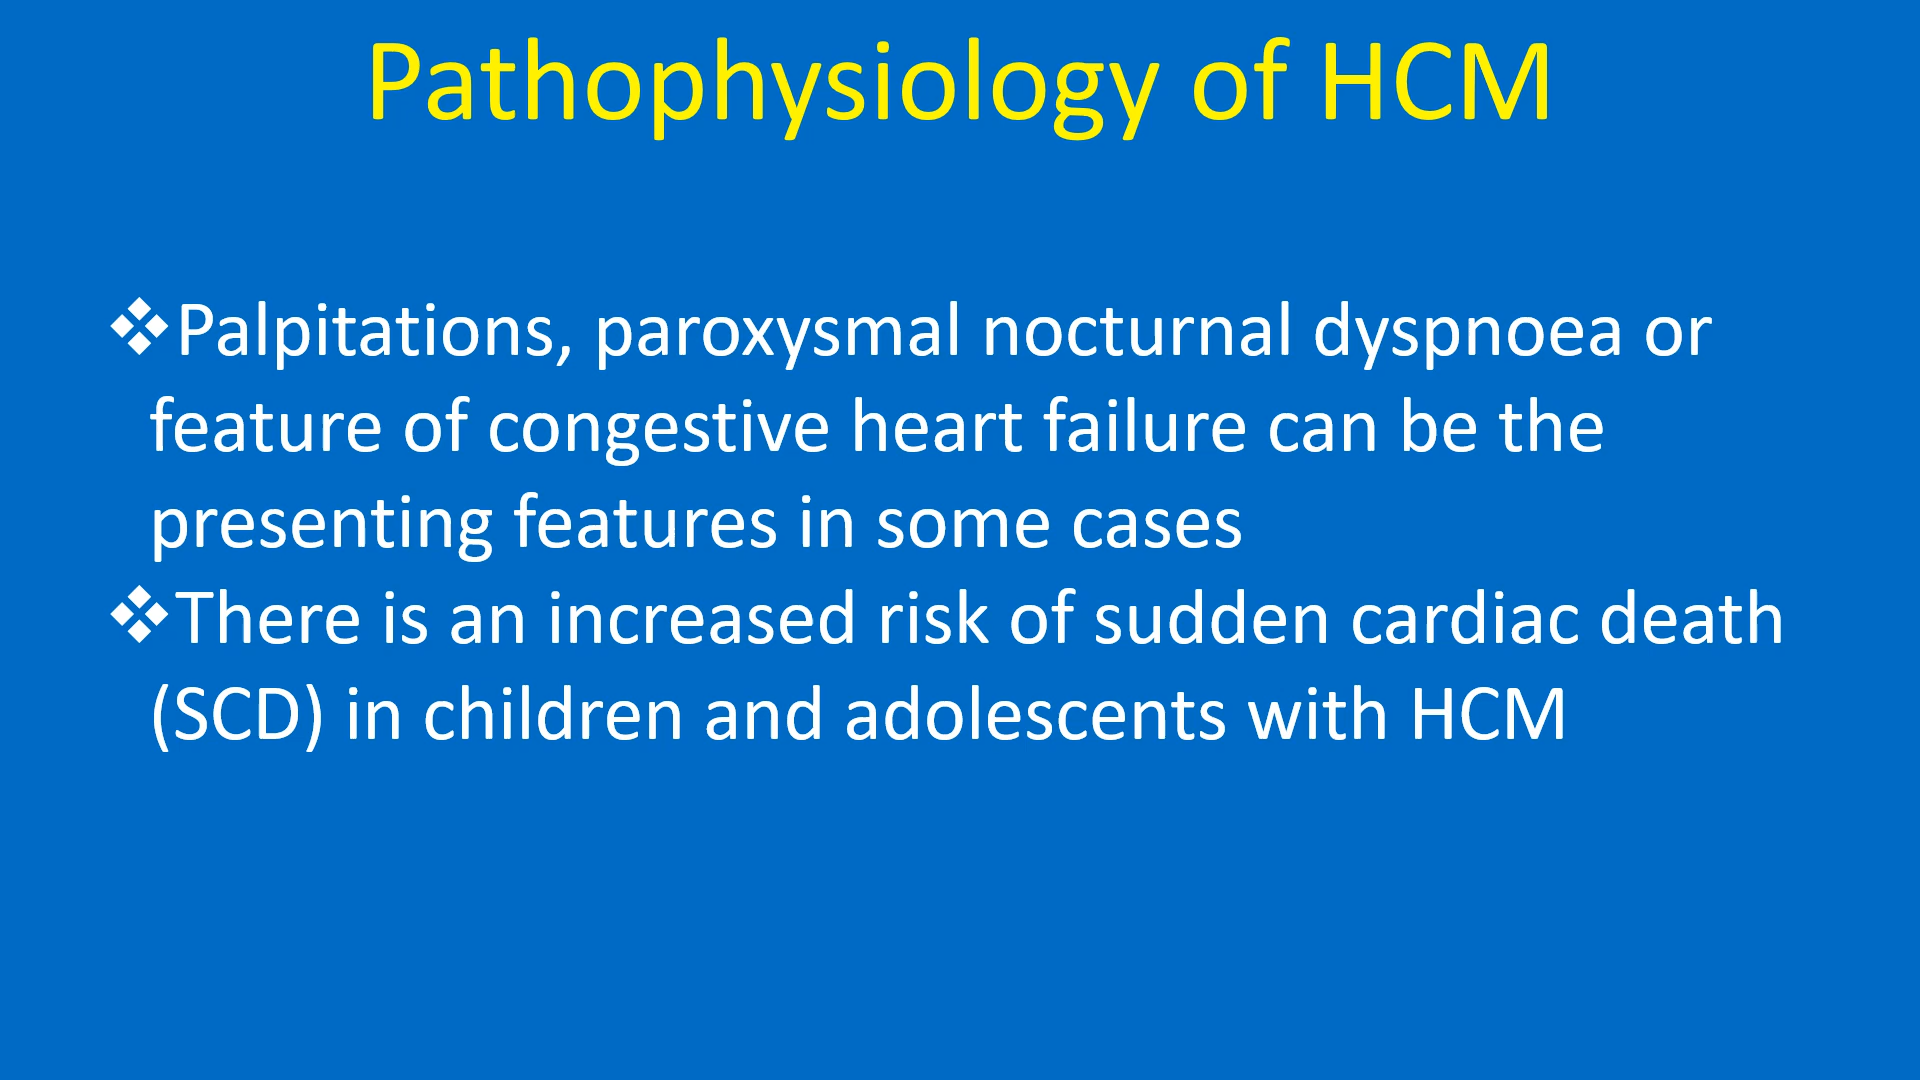 Pathophysiology of HCM
❖Palpitations, paroxysmal nocturnal dyspnoea or
feature of congestive heart failure can be the
presenting features in some cases
❖There is an increased risk of sudden cardiac death
(SCD) in children and adolescents with HCM